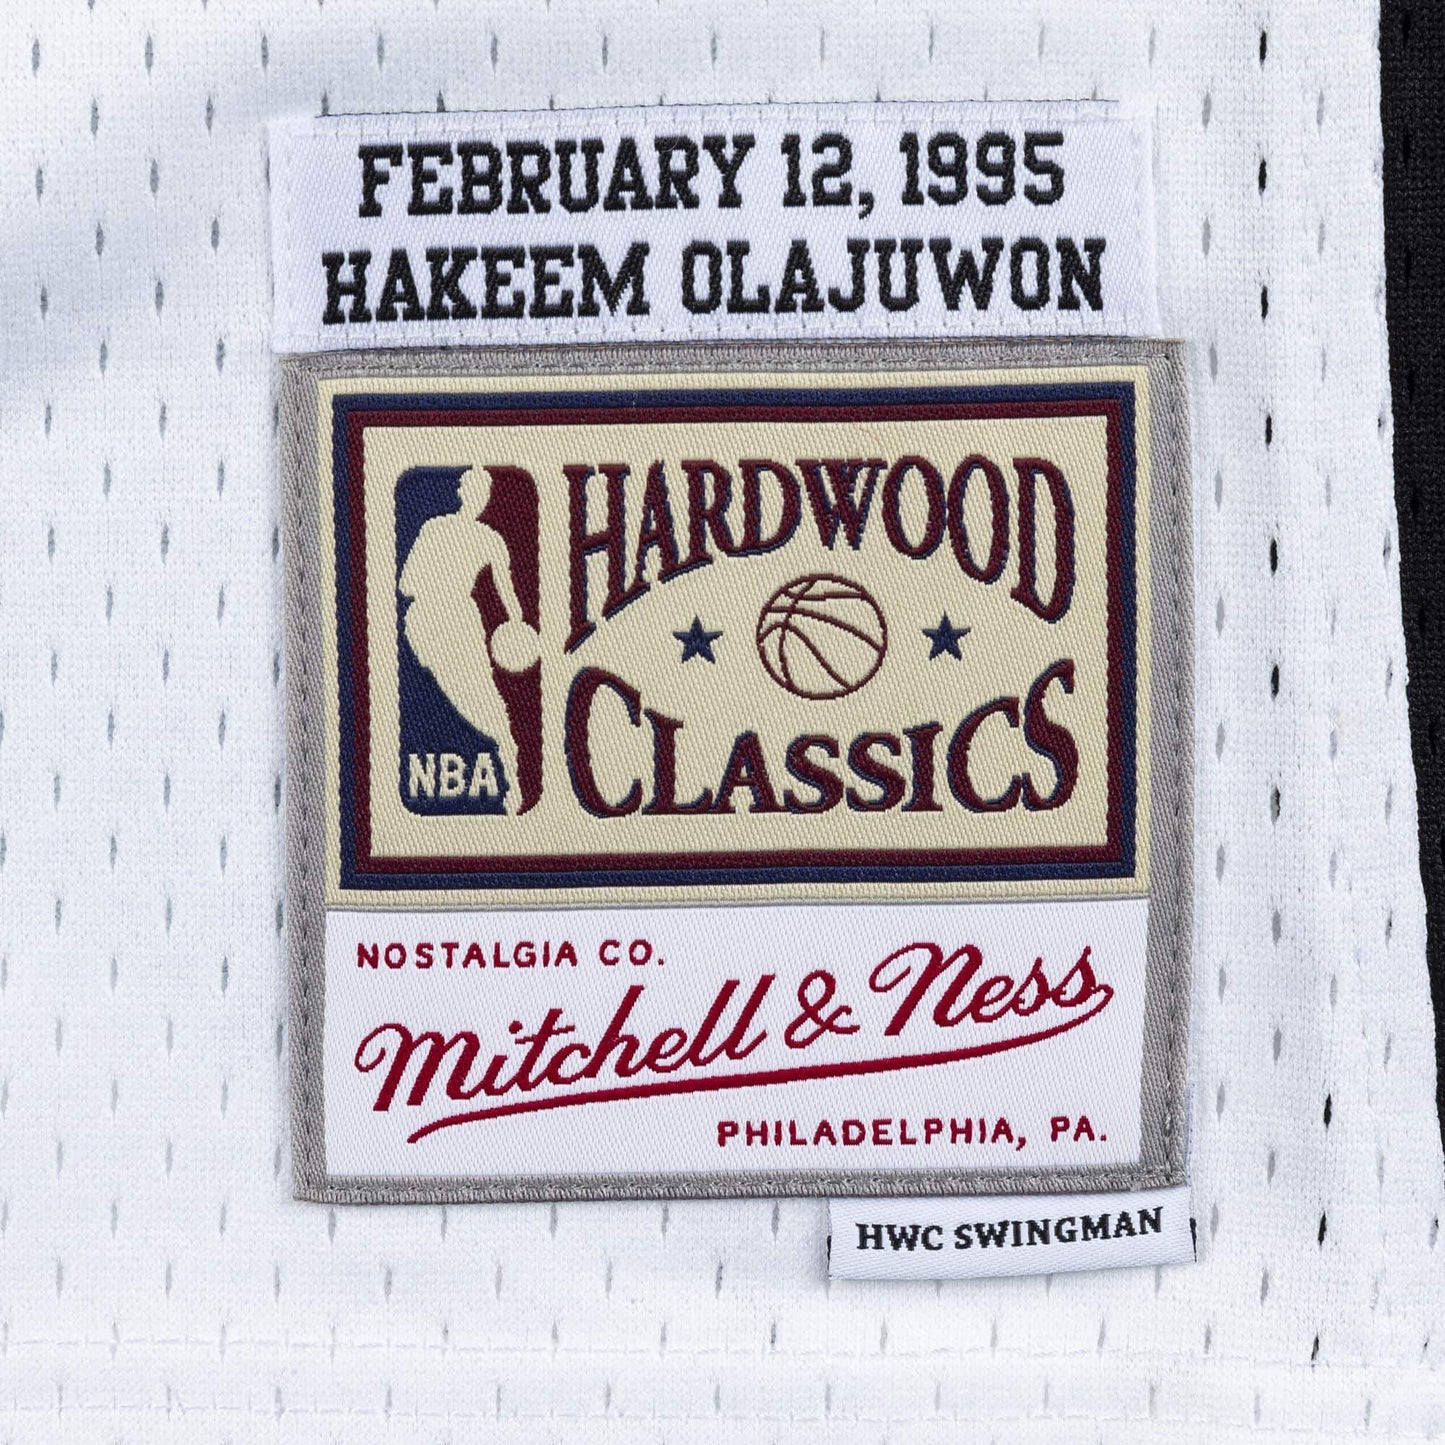 FEBRUARY 12, 1995
HAKEEM OLAJUWON
HARDWOOD
CLASSICS
NBA
NOSTALGIA CO.
Mitchell & Ness
PHILADELPHIA, PA.
HWC SWINGMAN